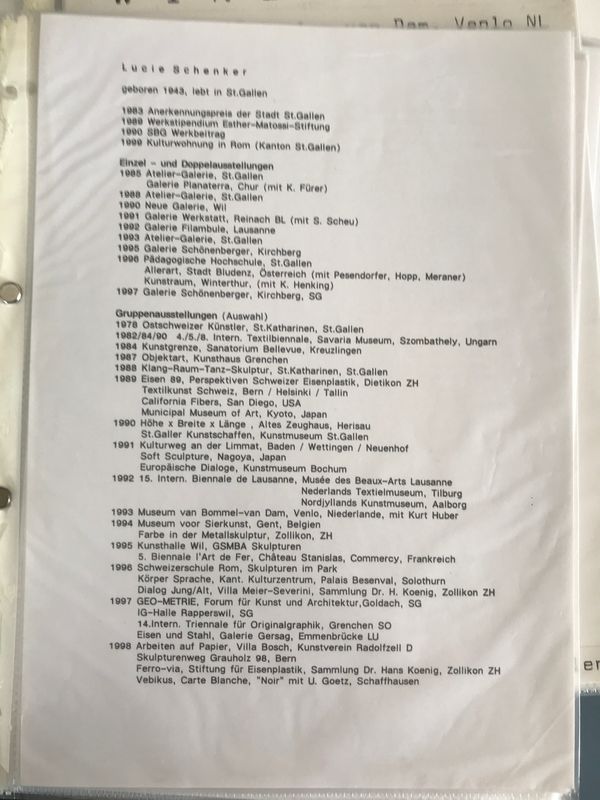 Dam, Venlo NL
Lucie Schenker
geboren 1943, lebt in St.Gallen
1983 Anerkennungspreis der Stadt St.Gallen
1989 Werkstipendium Esther-Matossi-Stiftung
1990 SBG Werkbeitrag
1999 Kulturwohnung in Rom (Kanton St.Gallen)
Einzel - und Doppelausstellungen
1985 Atelier-Galerie, St.Gallen
Galerie Planaterra, Chur (mit K. Fürer)
1988 Atelier-Galerie, St.Gallen
1990 Neue Galerie, Wil
1991 Galerie Werkstatt, Reinach BL (mit S. Scheu)
1992 Galerie Filambule, Lausanne
1993 Atelier-Galerie, St.Gallen
1995 Galerie Schönenberger, Kirchberg
1996 Pädagogische Hochschule, St.Gallen
Allerart, Stadt Bludenz, Österreich (mit Pesendorfer, Hopp, Meraner)
Kunstraum, Winterthur, (mit K. Henking)
1997 Galerie Schönenberger, Kirchberg, SG
Gruppenausstellungen (Auswahl)
1978 Ostschweizer Künstler, St.Katharinen, St.Gallen
1982/84/90 4./5./8. Intern. Textilbiennale, Savaria Museum, Szombathely, Ungarn
1984 Kunstgrenze, Sanatorium Bellevue, Kreuzlingen
1987 Objektart, Kunsthaus Grenchen
1988 Klang-Raum-Tanz-Skulptur, St.Katharinen, St.Gallen
1989 Eisen 89, Perspektiven Schweizer Eisenplastik, Dietikon ZH
Textilkunst Schweiz, Bern / Helsinki / Tallin
California Fibers, San Diego, USA
Municipal Museum of Art, Kyoto, Japan
1990 Höhe x Breite x Länge , Altes Zeughaus, Herisau
St.Galler Kunstschaffen, Kunstmuseum St.Gallen
1991 Kulturweg an der Limmat, Baden / Wettingen / Neuenhof
Soft Sculpture, Nagoya, Japan
Europäische Dialoge, Kunstmuseum Bochum
1992 15. Intern. Biennale de Lausanne, Musée des Beaux-Arts Lausanne
Nederlands Textielmuseum, Tilburg
Nordjyllands Kunstmuseum, Aalborg
1993 Museum van Bommel-van Dam, Venlo, Niederlande, mit Kurt Huber
1994 Museum voor Sierkunst, Gent, Belgien
Farbe in der Metallskulptur, Zollikon, ZH
1995 Kunsthalle Wil, GSMBA Skulpturen
5. Biennale l'Art de Fer, Château Stanislas, Commercy, Frankreich
1996 Schweizerschule Rom, Skulpturen im Park
Körper Sprache, Kant. Kulturzentrum, Palais Besenval, Solothurn
Dialog Jung/Alt, Villa Meier-Severini, Sammlung Dr. H. Koenig, Zollikon ZH
1997 GEO-METRIE, Forum für Kunst und Architektur,Goldach, SG
IG-Halle Rapperswil, SG
14.Intern. Triennale für Originalgraphik, Grenchen SO
Eisen und Stahl, Galerie Gersag, Emmenbrücke LU
1998 Arbeiten auf Papier, Villa Bosch, Kunstverein Radolfzell D
Skulpturenweg Grauholz 98, Bern
Ferro-via, Stiftung für Eisenplastik, Sammlung Dr. Hans Koenig, Zollikon ZH
Vebikus, Carte Blanche, "Noir" mit U. Goetz, Schaffhausen